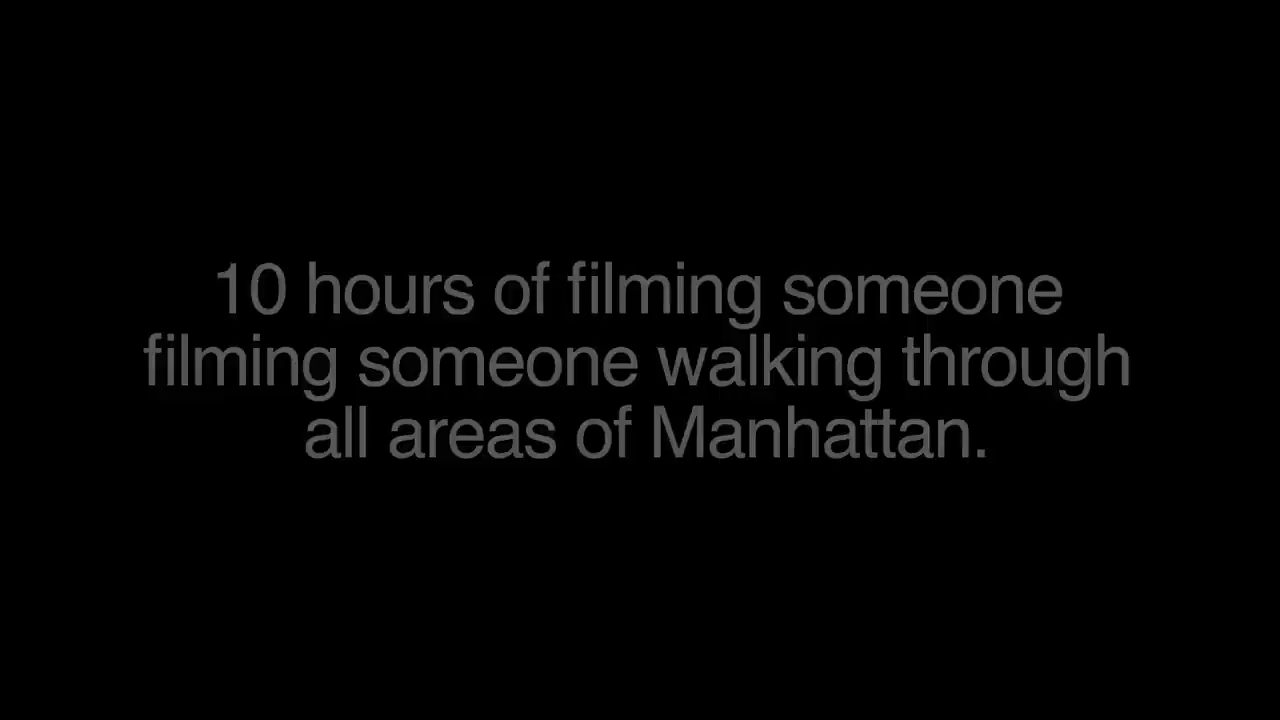 10 hours of filming someone
filming someone walking through
all areas of Manhattan.